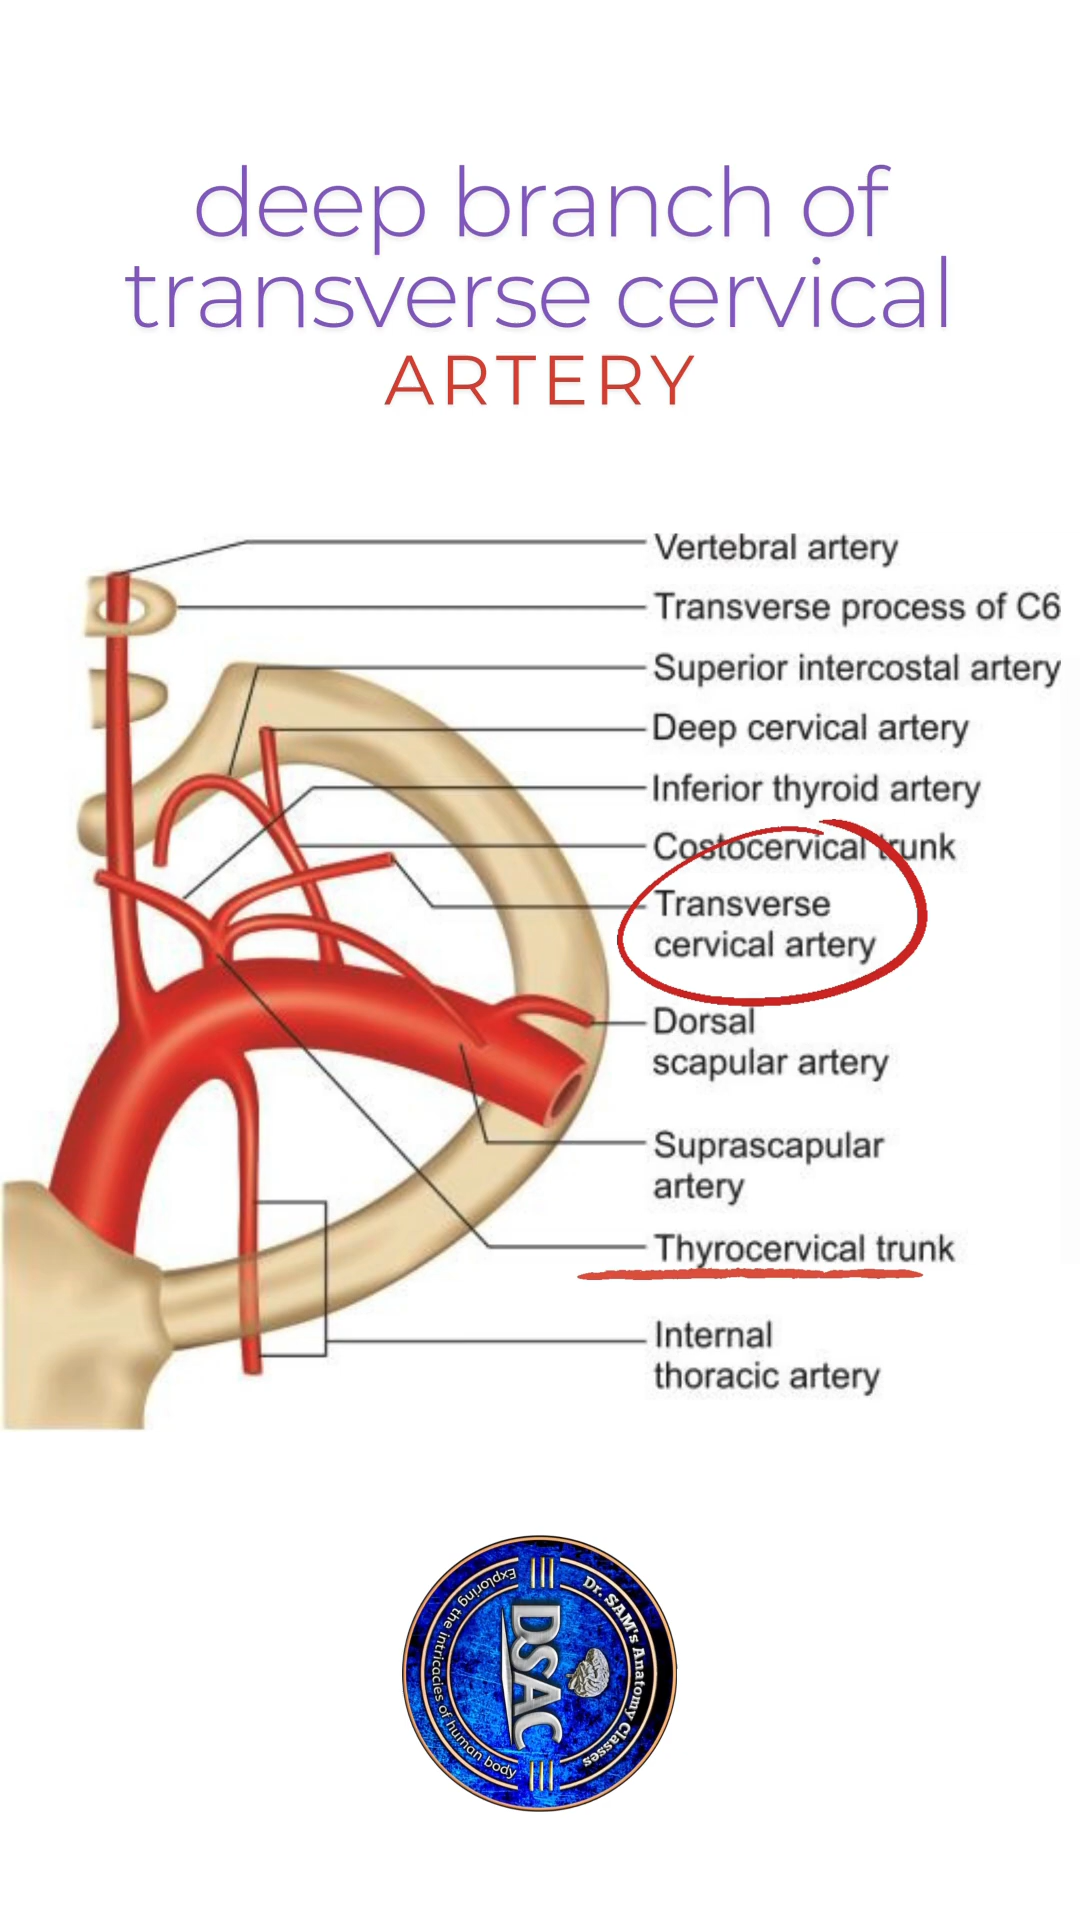 deep branch of
transverse cervical
ARTERY
Vertebral artery
Transverse process of C6
Superior intercostal artery
Deep cervical artery
Inferior thyroid artery
Costocervical trunk
Transverse
cervical artery
Dorsal
scapular artery
Suprascapular
artery
Thyrocervical trunk
Internal
thoracic artery
Dr. SAM's Anatomy Classes
DSAC
Exploring the intricacies of human body